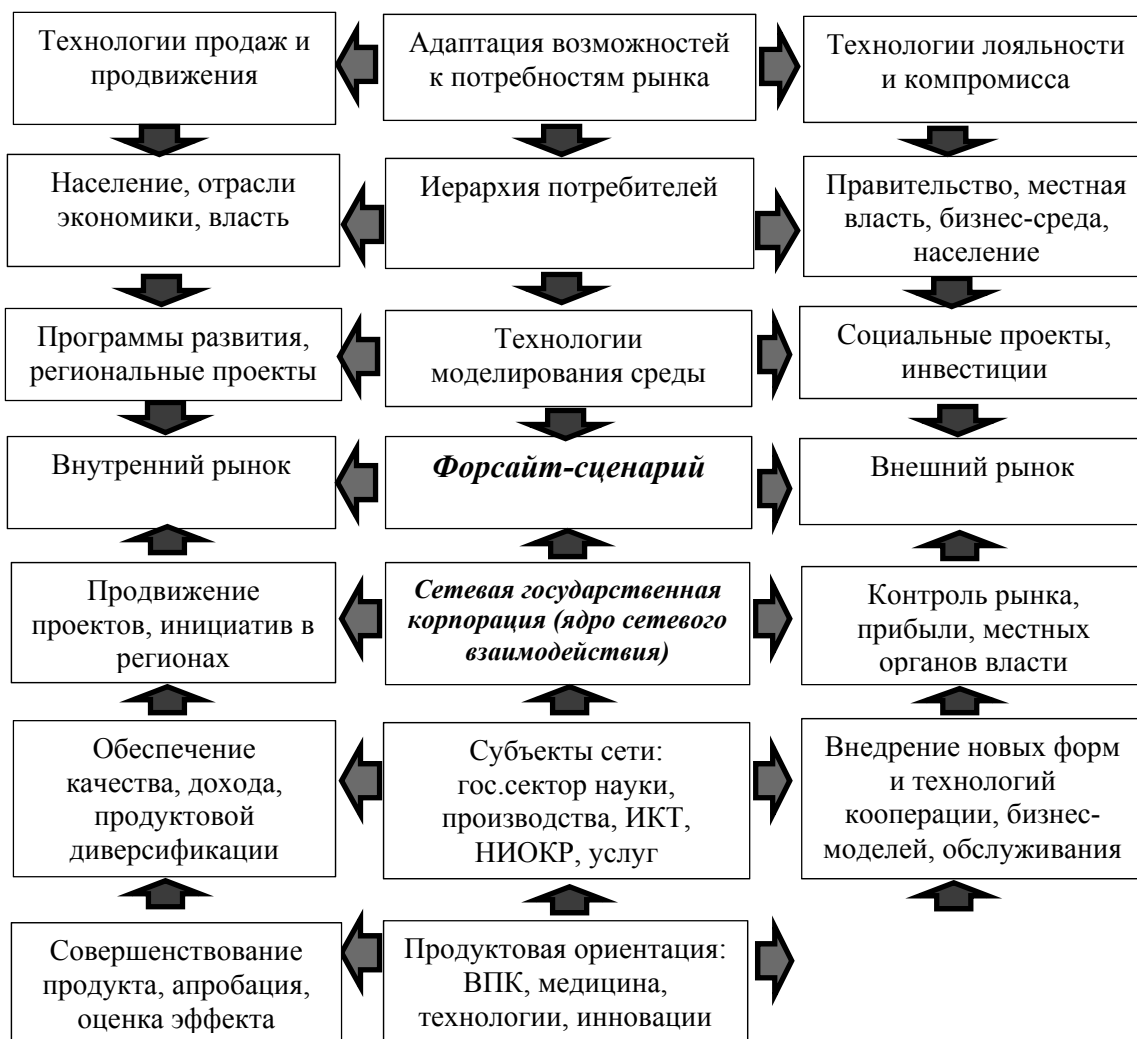 Технологии продаж и
продвижения
Адаптация возможностей
к потребностям рынка
Технологии лояльности
и компромисса
Население, отрасли
экономики, власть
Иерархия потребителей
Правительство, местная
власть, бизнес-среда,
население
Программы развития,
региональные проекты
Технологии
моделирования среды
Социальные проекты,
инвестиции
Внутренний рынок
Форсайт-сценарий
Внешний рынок
Продвижение
проектов, инициатив в
регионах
Сетевая государственная
корпорация (ядро сетевого
взаимодействия)
Контроль рынка,
прибыли, местных
органов власти
Обеспечение
качества, дохода,
продуктовой
диверсификации
Субъекты сети:
гос.сектор науки,
производства, ИКТ,
НИОКР, услуг
Внедрение новых форм
и технологий
кооперации, бизнес-
моделей, обслуживания
Совершенствование
продукта, апробация,
оценка эффекта
Продуктовая ориентация:
ВПК, медицина,
технологии, инновации